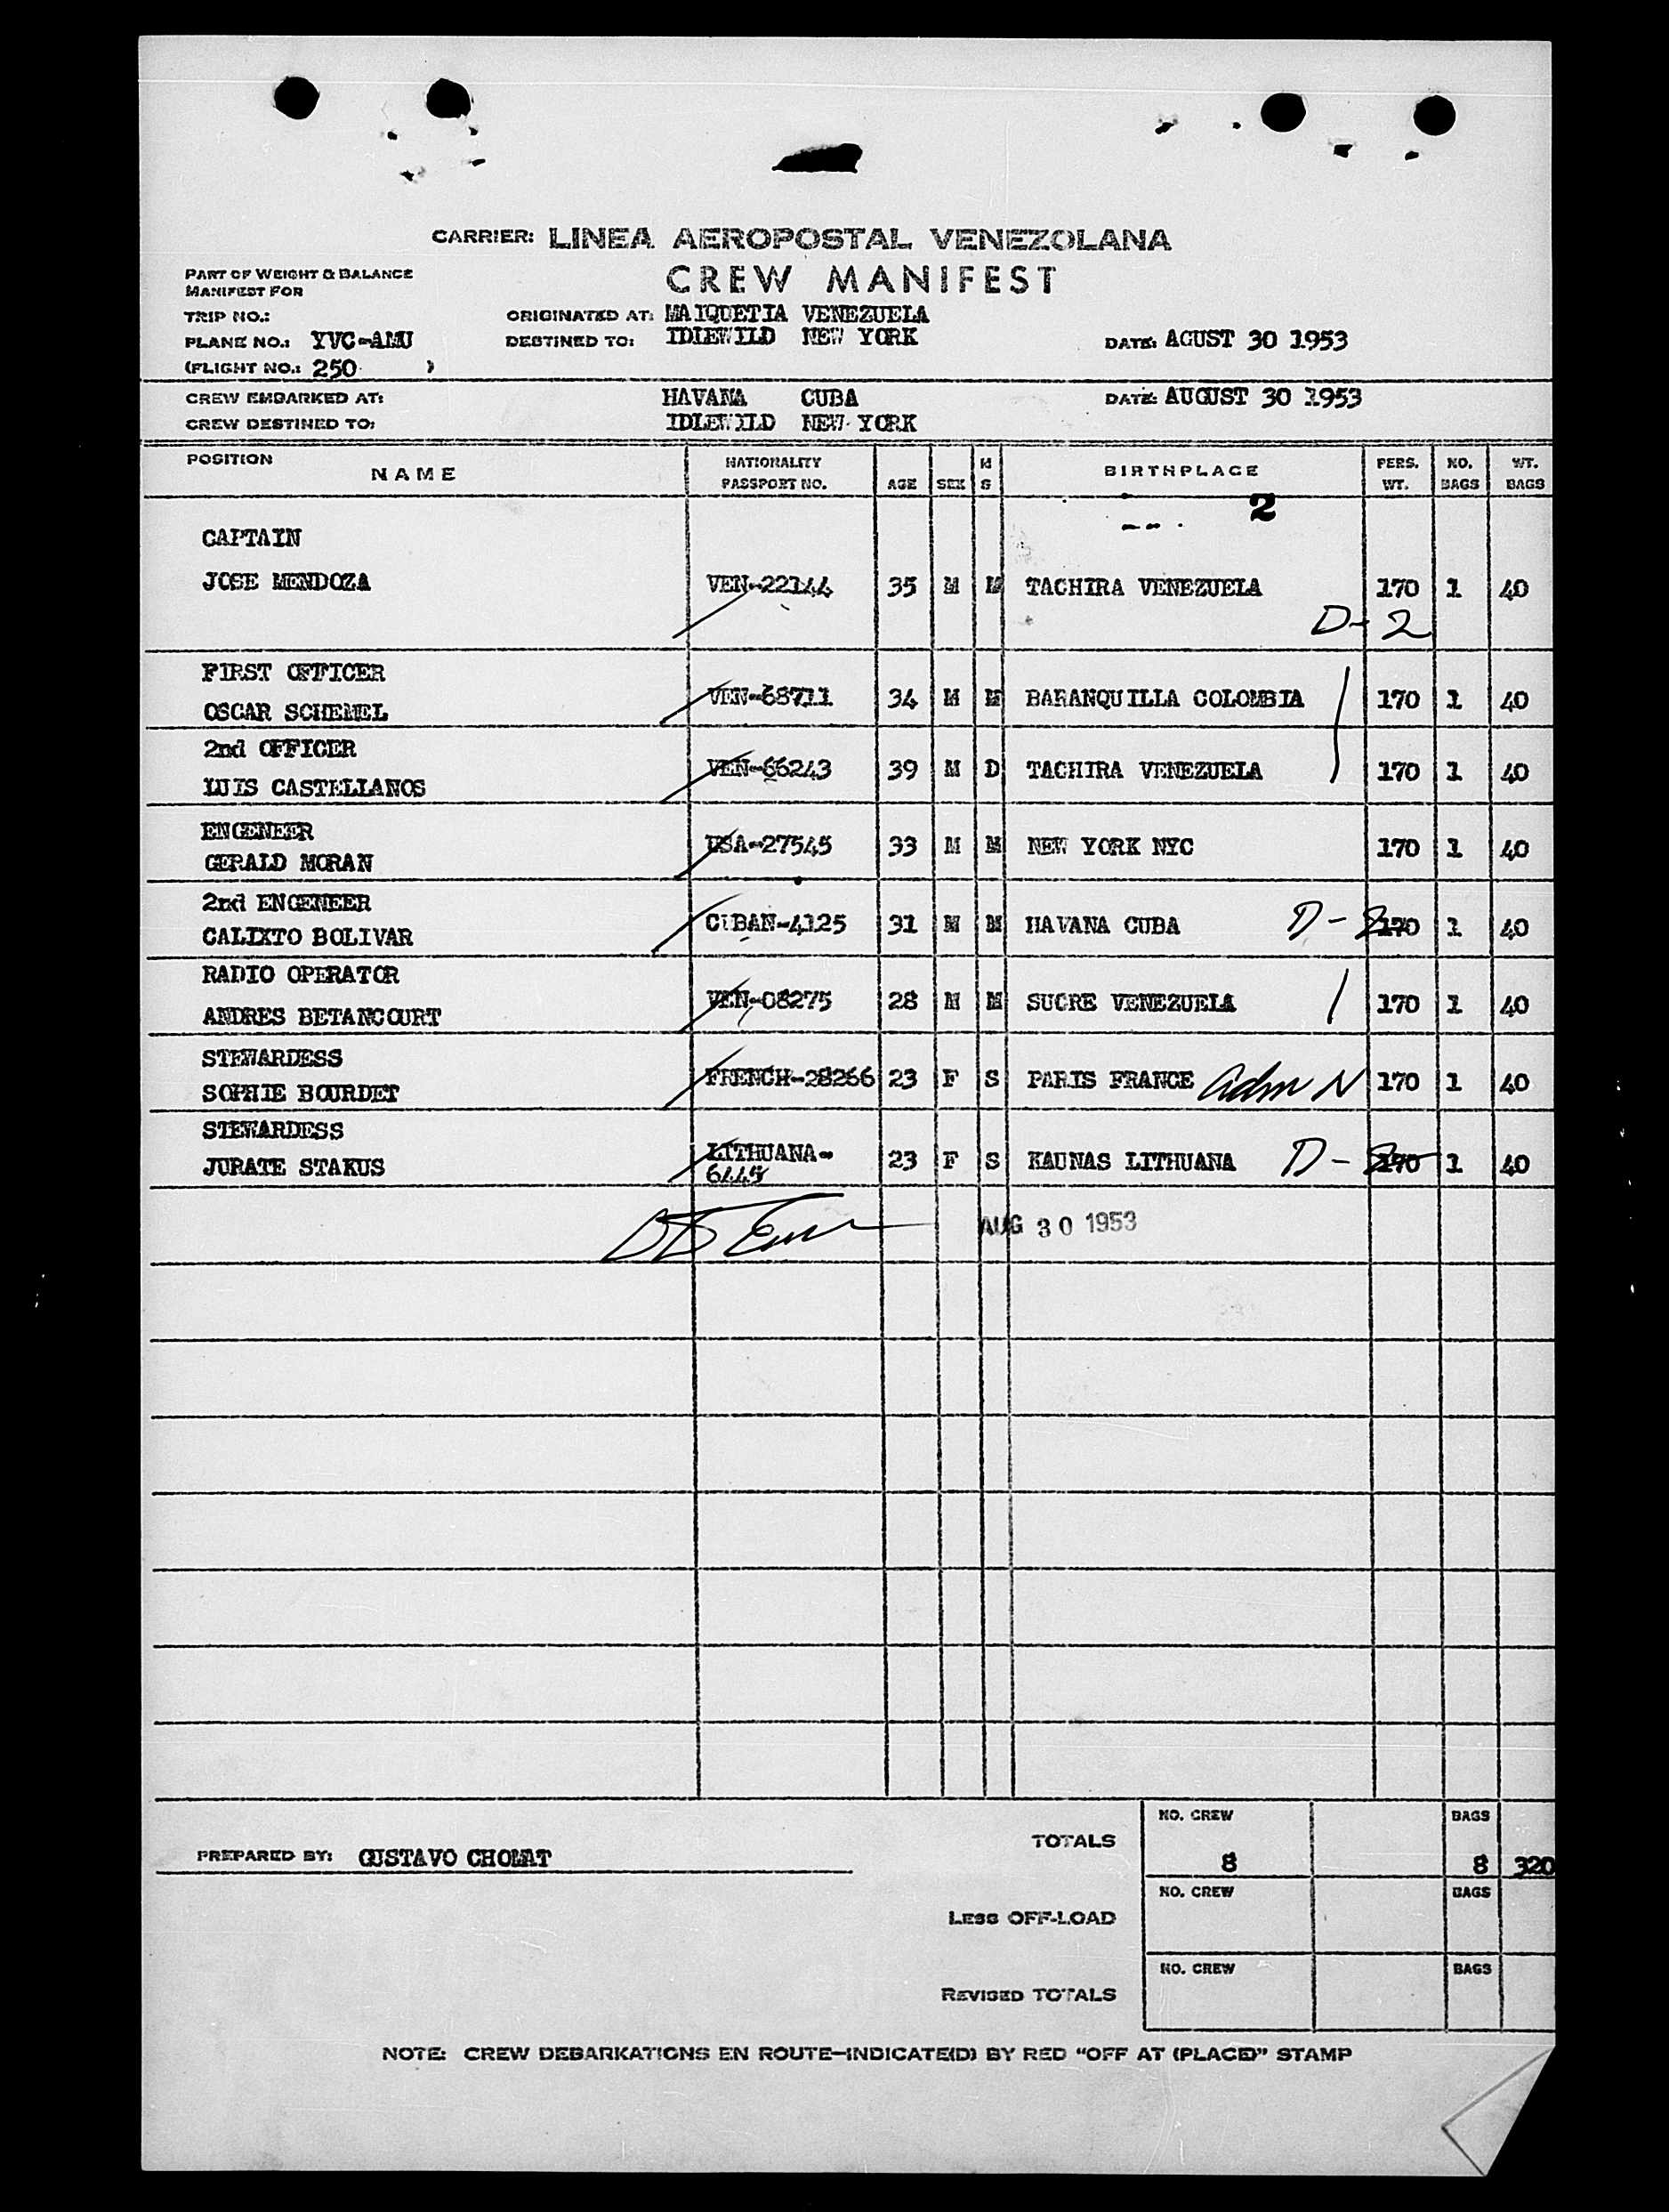 CARRIER: LINEA AEROPOSTAL VENEZOLANA
PART OF WEIGHT & BALANCE
MANIFEST FOR
CREW MANIFEST
TRIP NO.: ORIGINATED AT: MAIQUETIA VENEZUELA
PLANE NO.: YVC-AMU DESTINED TO: IDLEWILD NEW YORK DATE: AGUST 30 1953
(FLIGHT NO.: 250 )
CREW EMBARKED AT: HAVANA CUBA DATE: AUGUST 30 1953
CREW DESTINED TO: IDLEWILD NEW YORK
POSITION NAME NATIONALITY PASSPORT NO. AGE SEX M S BIRTHPLACE PERS. WT. NO. BAGS WT. BAGS
2
CAPTAIN
JOSE MENDOZA VEN-22144 35 M M TACHIRA VENEZUELA 170 1 40
D-2
FIRST OFFICER
OSCAR SCHEMEL VEN-68711 34 M M BARANQUILLA COLOMBIA 170 1 40
2nd OFFICER
LUIS CASTELLANOS VEN-66243 39 M D TACHIRA VENEZUELA 170 1 40
ENGENEER
GERALD MORAN USA-27545 33 M M NEW YORK NYC 170 1 40
2nd ENGENEER
CALIXTO BOLIVAR CUBAN-4125 31 M M HAVANA CUBA D-2 170 1 40
RADIO OPERATOR
ANDRES BETANCOURT VEN-08275 28 M M SUCRE VENEZUELA 170 1 40
STEWARDESS
SOPHIE BOURDET FRENCH-28266 23 F S PARIS FRANCE adm N 170 1 40
STEWARDESS
JURATE STAKUS LITHUANA-6445 23 F S KAUNAS LITHUANA D-2 170 1 40
AUG 30 1953
NO. CREW BAGS
TOTALS
PREPARED BY: GUSTAVO CHOMAT 8 8 320
NO. CREW BAGS
LESS OFF-LOAD
NO. CREW BAGS
REVISED TOTALS
NOTE: CREW DEBARKATIONS EN ROUTE—INDICATE(D) BY RED "OFF AT (PLACE)" STAMP